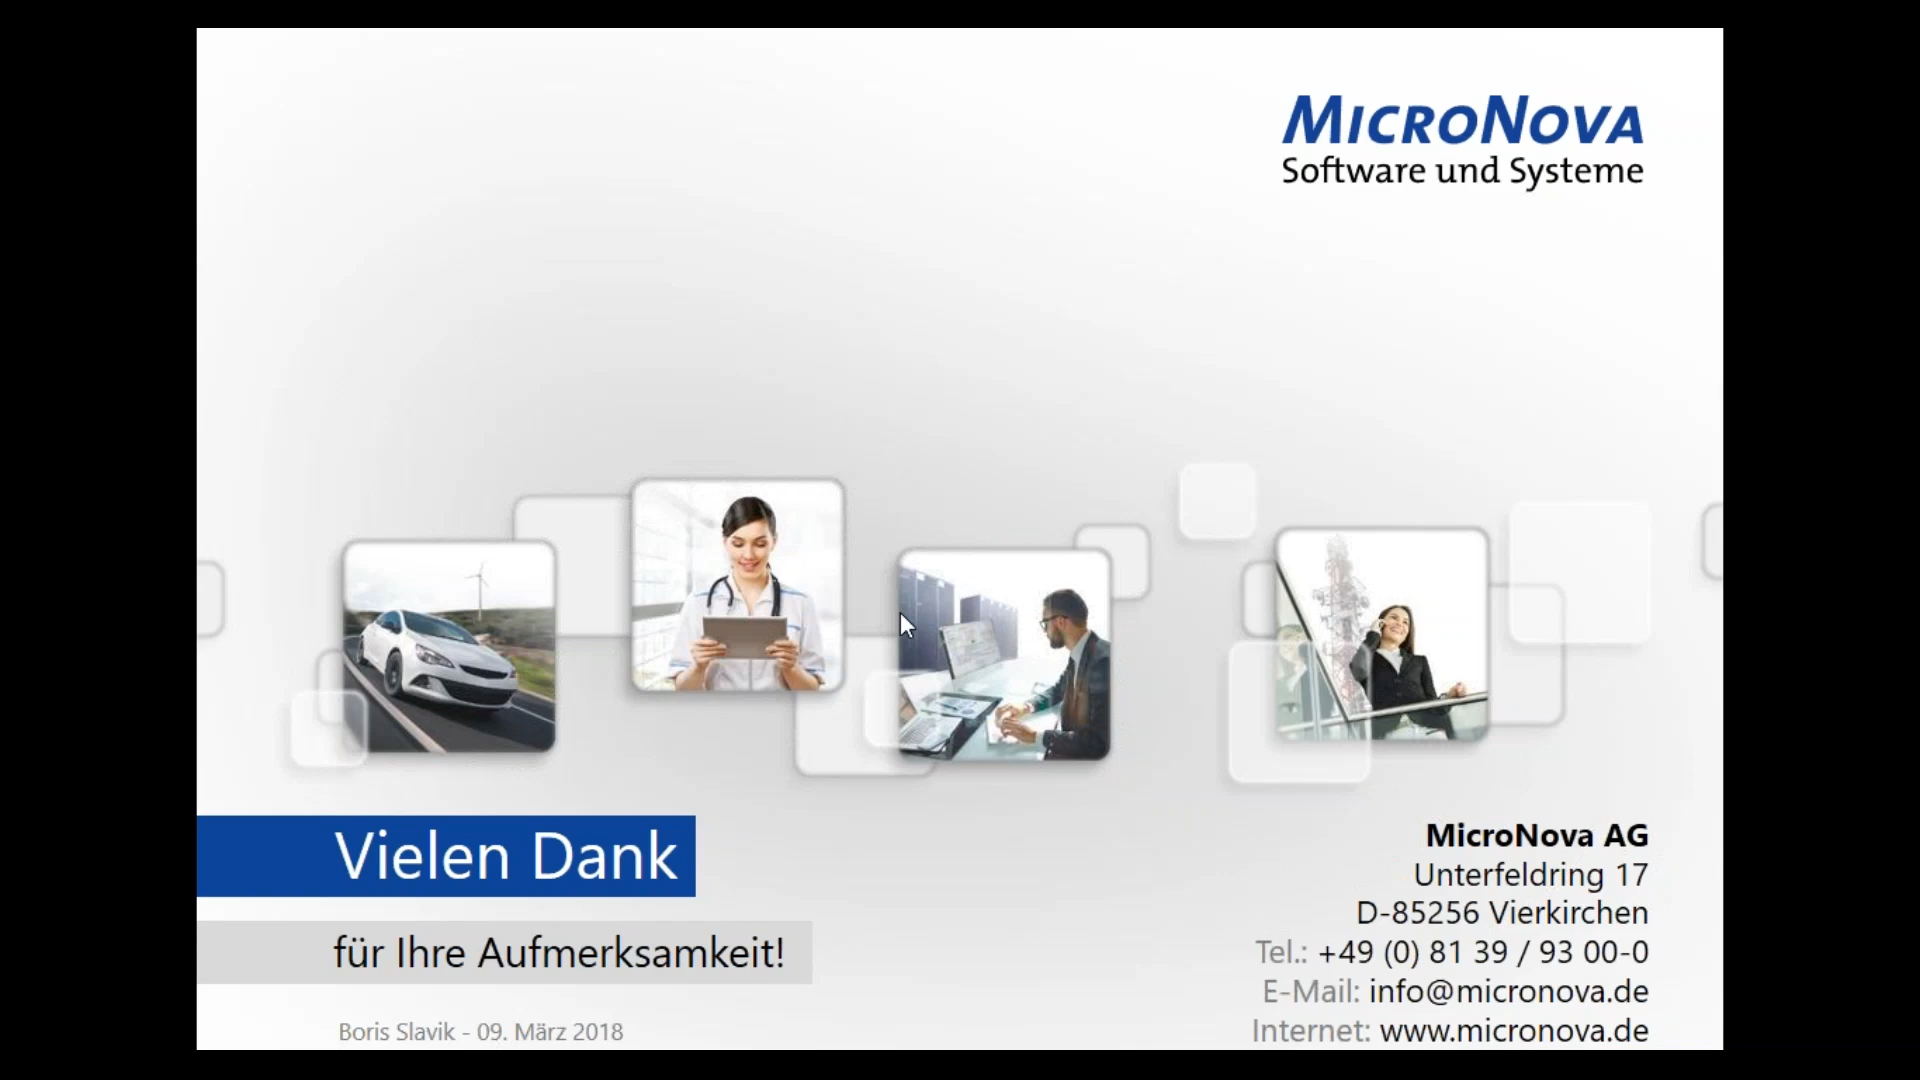 MICRONOVA
Software und Systeme
Vielen Dank
für Ihre Aufmerksamkeit!
Boris Slavik - 09. März 2018
MicroNova AG
Unterfeldring 17
D-85256 Vierkirchen
Tel.: +49 (0) 81 39 / 93 00-0
E-Mail: info@micronova.de
Internet: www.micronova.de